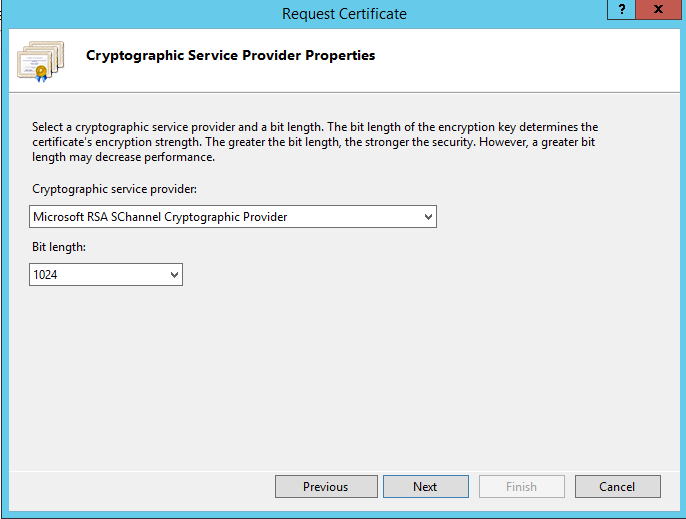 Request Certificate
?
x
Cryptographic Service Provider Properties
Select a cryptographic service provider and a bit length. The bit length of the encryption key determines the
certificate's encryption strength. The greater the bit length, the stronger the security. However, a greater bit
length may decrease performance.
Cryptographic service provider:
Microsoft RSA SChannel Cryptographic Provider
Bit length:
1024
Previous
Next
Finish
Cancel